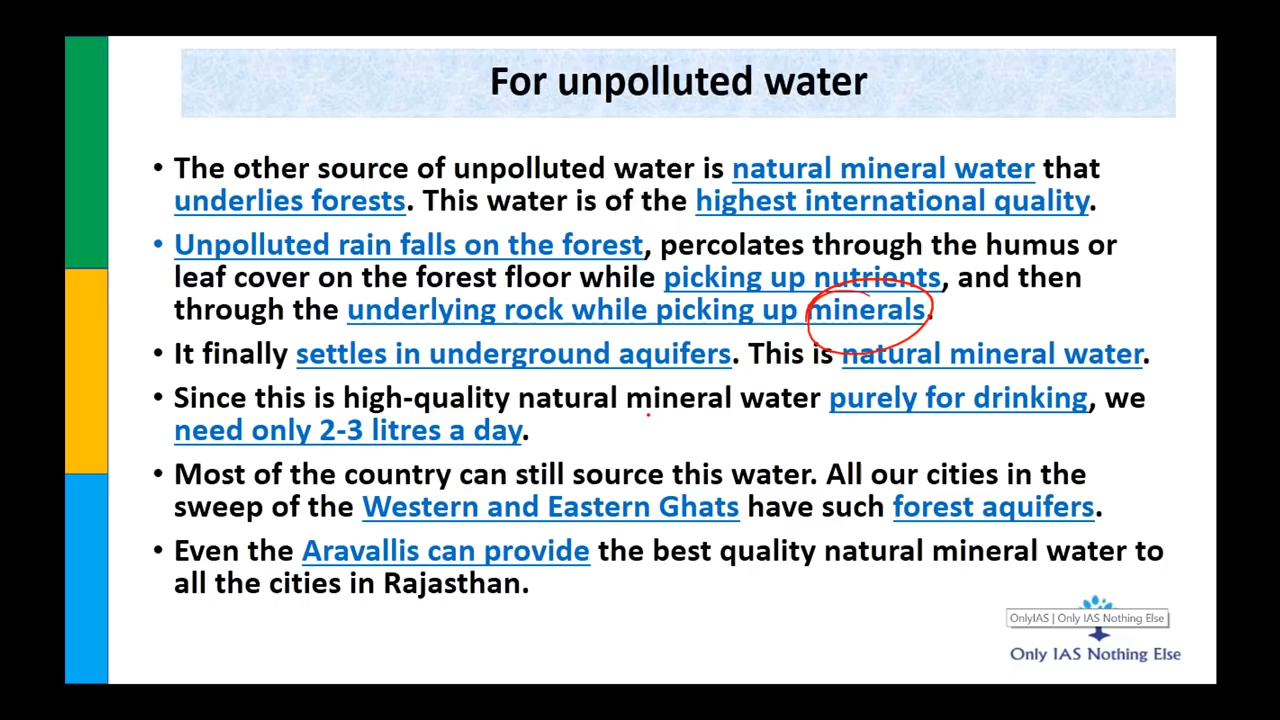 For unpolluted water
• The other source of unpolluted water is natural mineral water that
underlies forests. This water is of the highest international quality.
• Unpolluted rain falls on the forest, percolates through the humus or
leaf cover on the forest floor while picking up nutrients, and then
through the underlying rock while picking up minerals.
• It finally settles in underground aquifers. This is natural mineral water.
• Since this is high-quality natural mineral water purely for drinking, we
need only 2-3 litres a day.
• Most of the country can still source this water. All our cities in the
sweep of the Western and Eastern Ghats have such forest aquifers.
• Even the Aravallis can provide the best quality natural mineral water to
all the cities in Rajasthan.
OnlyIAS | Only IAS Nothing Else
Only IAS Nothing Else